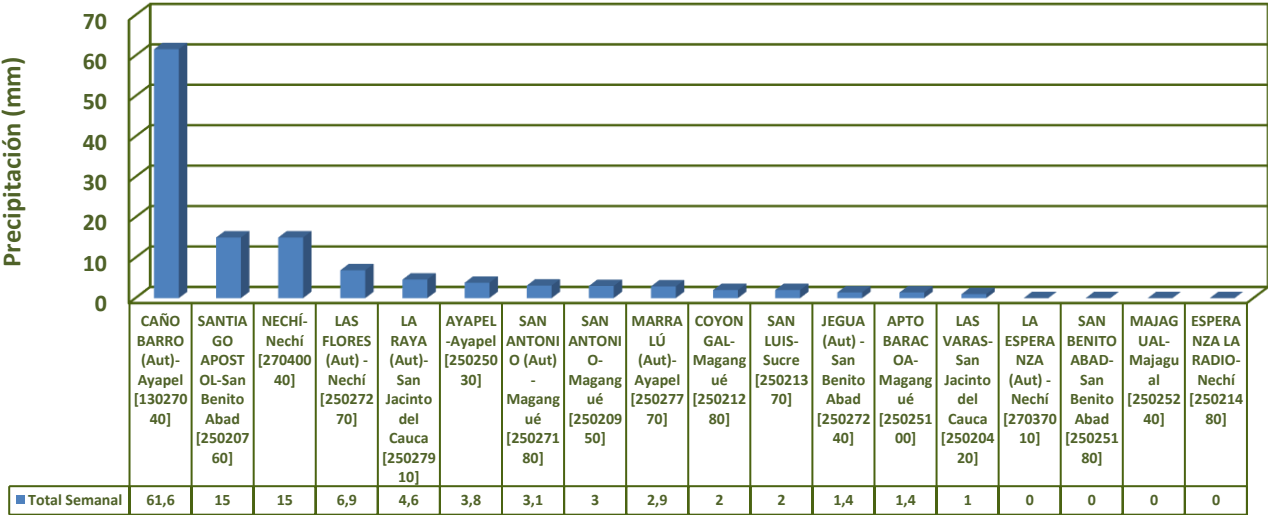 Precipitación (mm)
70
60
50
40
30
20
10
0
CAÑO
BARRO
(Aut)-
Ayapel
[130270
40]
SANTIA
GO
APOST
OL-San
Benito
Abad
[250207
60]
NECHÍ-
Nechí
[270400
40]
LAS
FLORES
(Aut) -
Nechí
[250272
70]
LA
RAYA
(Aut)-
San
Jacinto
del
Cauca
[250279
10]
AYAPEL
-Ayapel
[250250
30]
SAN
ANTONI
O (Aut)
-
Magang
ué
[250271
80]
SAN
ANTONI
O-
Magang
ué
[250209
50]
MARRA
LÚ
(Aut)-
Ayapel
[250277
70]
COYON
GAL-
Magang
ué
[250212
80]
SAN
LUIS-
Sucre
[250213
70]
JEGUA
(Aut) -
San
Benito
Abad
[250272
40]
APTO
BARAC
OA-
Magang
ué
[250251
00]
LAS
VARAS-
San
Jacinto
del
Cauca
[250204
20]
LA
ESPERA
NZA
(Aut) -
Nechí
[270370
10]
SAN
BENITO
ABAD-
San
Benito
Abad
[250251
80]
MAJAG
UAL-
Majagu
al
[250252
40]
ESPERA
NZA LA
RADIO-
Nechí
[250214
80]
Total Semanal 61,6 15 15 6,9 4,6 3,8 3,1 3 2,9 2 2 1,4 1,4 1 0 0 0 0